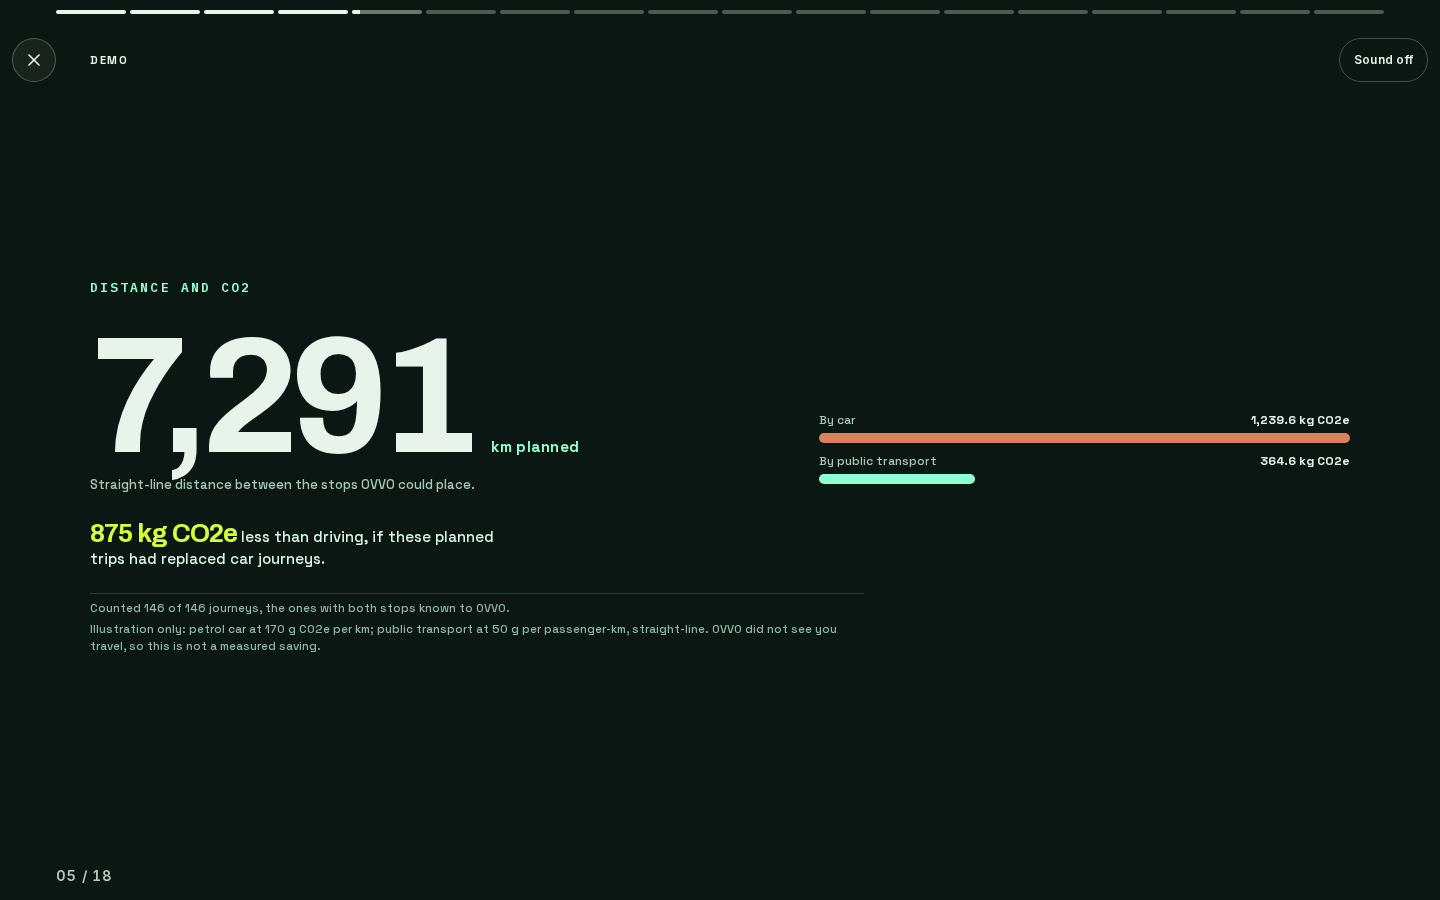 DEMO
Sound off
DISTANCE AND CO2
7,291 km planned
Straight-line distance between the stops OVVO could place.
875 kg CO2e less than driving, if these planned
trips had replaced car journeys.
Counted 146 of 146 journeys, the ones with both stops known to OVVO.
Illustration only: petrol car at 170 g CO2e per km; public transport at 50 g per passenger-km, straight-line. OVVO did not see you
travel, so this is not a measured saving.
By car 1,239.6 kg CO2e
By public transport 364.6 kg CO2e
05 / 18